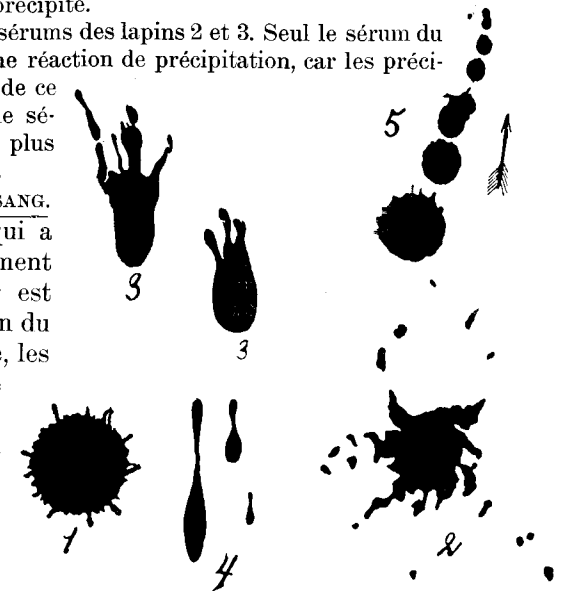 précipité.
sérums des lapins 2 et 3. Seul le sérum du
ne réaction de précipitation, car les préci-
de ce
e sé-
plus
SANG.
qui a
ment
est
n du
e, les
5
3
3
1
4
2